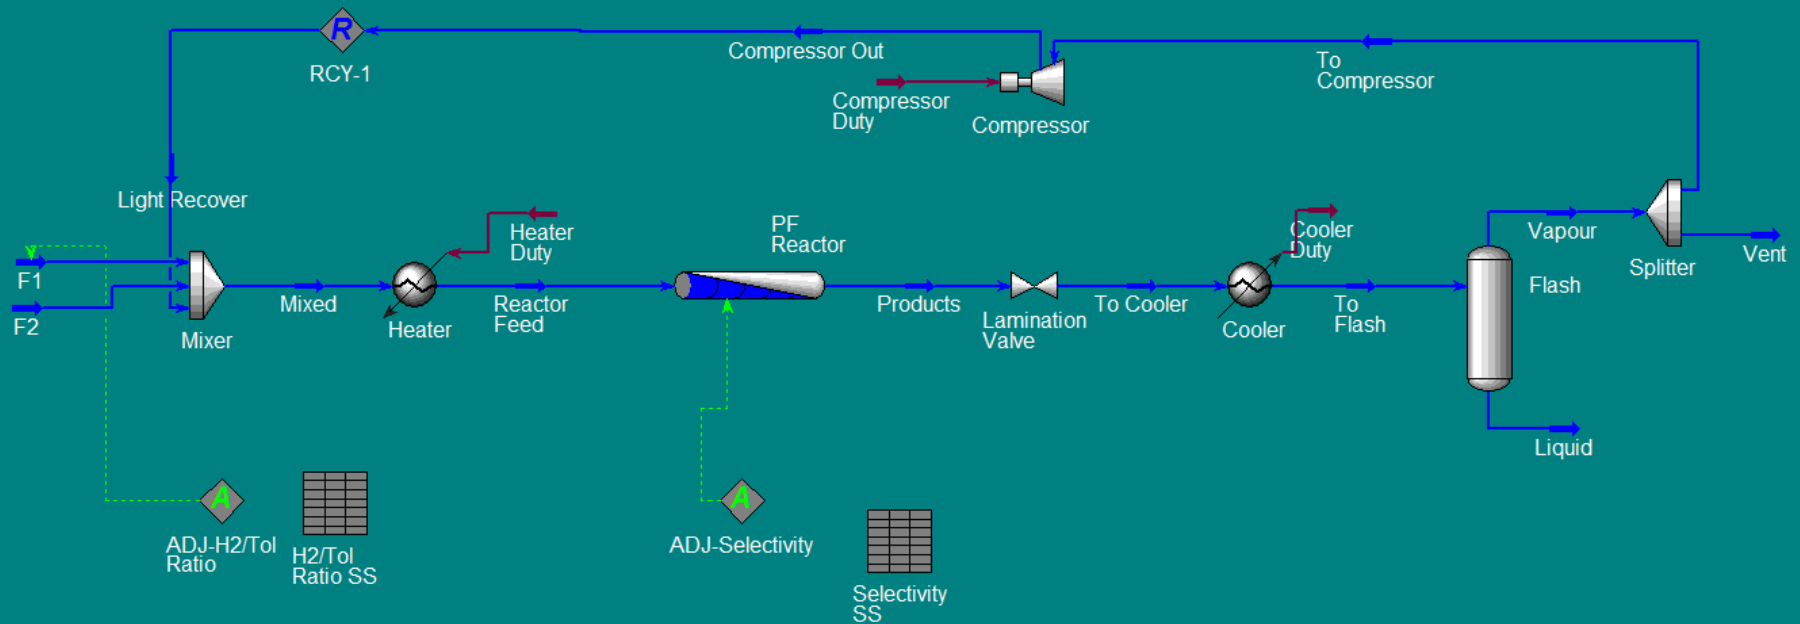 R
RCY-1
Compressor Out
Compressor
Duty
Compressor
To
Compressor
Light Recover
F1
F2
Mixer
Mixed
Heater
Duty
Heater
Reactor
Feed
PF
Reactor
Products
Lamination
Valve
To Cooler
Cooler
Duty
Cooler
To
Flash
Flash
Vapour
Splitter
Vent
Liquid
A
ADJ-H2/Tol
Ratio
H2/Tol
Ratio SS
A
ADJ-Selectivity
Selectivity
SS